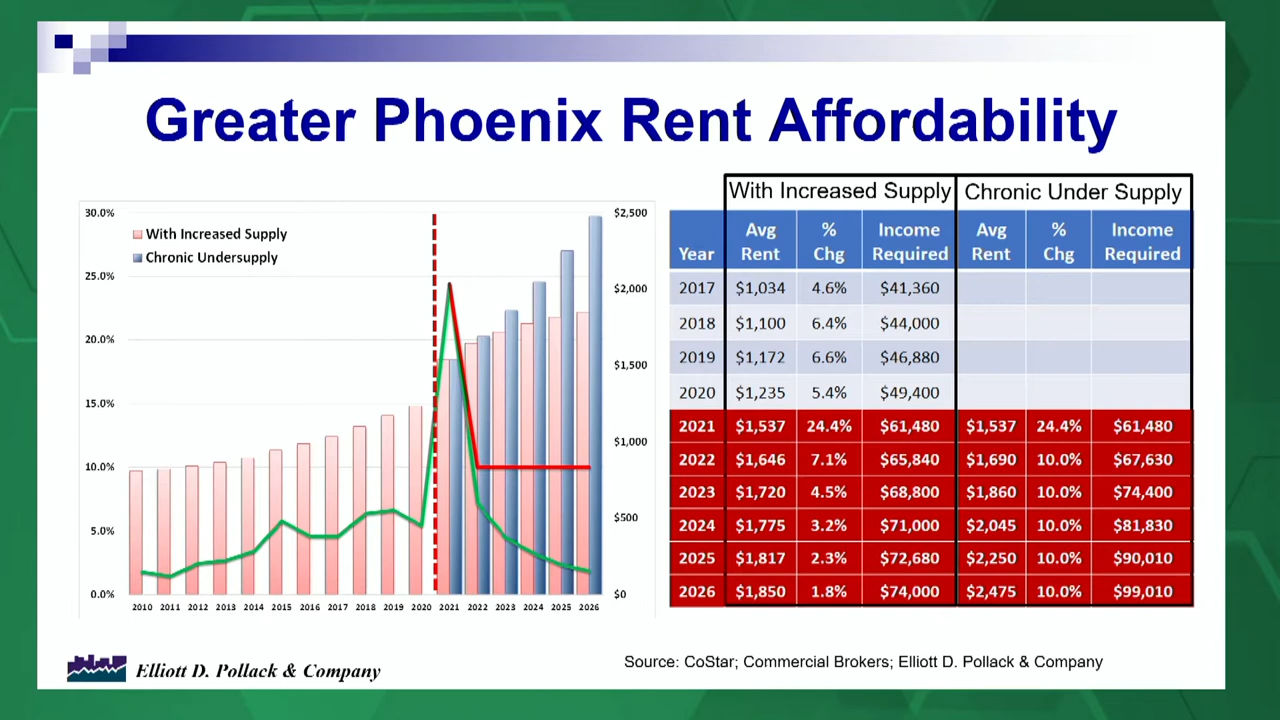 Greater Phoenix Rent Affordability
30.0%
25.0%
20.0%
15.0%
10.0%
5.0%
0.0%
With Increased Supply
Chronic Undersupply
$2,500
$2,000
$1,500
$1,000
$500
$0
2010 2011 2012 2013 2014 2015 2016 2017 2018 2019 2020 2021 2022 2023 2024 2025 2026
With Increased Supply Chronic Under Supply
Year Avg Rent % Chg Income Required Avg Rent % Chg Income Required
2017 $1,034 4.6% $41,360
2018 $1,100 6.4% $44,000
2019 $1,172 6.6% $46,880
2020 $1,235 5.4% $49,400
2021 $1,537 24.4% $61,480 $1,537 24.4% $61,480
2022 $1,646 7.1% $65,840 $1,690 10.0% $67,630
2023 $1,720 4.5% $68,800 $1,860 10.0% $74,400
2024 $1,775 3.2% $71,000 $2,045 10.0% $81,830
2025 $1,817 2.3% $72,680 $2,250 10.0% $90,010
2026 $1,850 1.8% $74,000 $2,475 10.0% $99,010
Elliott D. Pollack & Company
Source: CoStar; Commercial Brokers; Elliott D. Pollack & Company